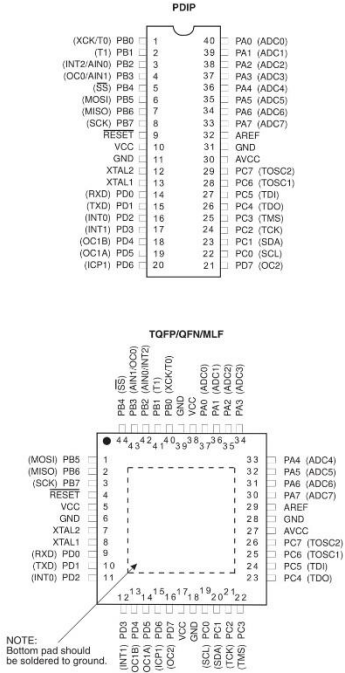 PDIP
(XCK/T0) PB0 1 40 PA0 (ADC0)
(T1) PB1 2 39 PA1 (ADC1)
(INT2/AIN0) PB2 3 38 PA2 (ADC2)
(OC0/AIN1) PB3 4 37 PA3 (ADC3)
(SS) PB4 5 36 PA4 (ADC4)
(MOSI) PB5 6 35 PA5 (ADC5)
(MISO) PB6 7 34 PA6 (ADC6)
(SCK) PB7 8 33 PA7 (ADC7)
RESET 9 32 AREF
VCC 10 31 GND
GND 11 30 AVCC
XTAL2 12 29 PC7 (TOSC2)
XTAL1 13 28 PC6 (TOSC1)
(RXD) PD0 14 27 PC5 (TDI)
(TXD) PD1 15 26 PC4 (TDO)
(INT0) PD2 16 25 PC3 (TMS)
(INT1) PD3 17 24 PC2 (TCK)
(OC1B) PD4 18 23 PC1 (SDA)
(OC1A) PD5 19 22 PC0 (SCL)
(ICP1) PD6 20 21 PD7 (OC2)
TQFP/QFN/MLF
PB4 (SS)
PB3 (AIN1/OC0)
PB2 (AIN0/INT2)
PB1 (T1)
PB0 (XCK/T0)
GND
VCC
PA0 (ADC0)
PA1 (ADC1)
PA2 (ADC2)
PA3 (ADC3)
44 43 42 41 40 39 38 37 36 35 34
(MOSI) PB5 1 33 PA4 (ADC4)
(MISO) PB6 2 32 PA5 (ADC5)
(SCK) PB7 3 31 PA6 (ADC6)
RESET 4 30 PA7 (ADC7)
VCC 5 29 AREF
GND 6 28 GND
XTAL2 7 27 AVCC
XTAL1 8 26 PC7 (TOSC2)
(RXD) PD0 9 25 PC6 (TOSC1)
(TXD) PD1 10 24 PC5 (TDI)
(INT0) PD2 11 23 PC4 (TDO)
12 13 14 15 16 17 18 19 20 21 22
(INT1) PD3
(OC1B) PD4
(OC1A) PD5
(ICP1) PD6
(OC2) PD7
VCC
GND
(SCL) PC0
(SDA) PC1
(TCK) PC2
(TMS) PC3
NOTE:
Bottom pad should
be soldered to ground.